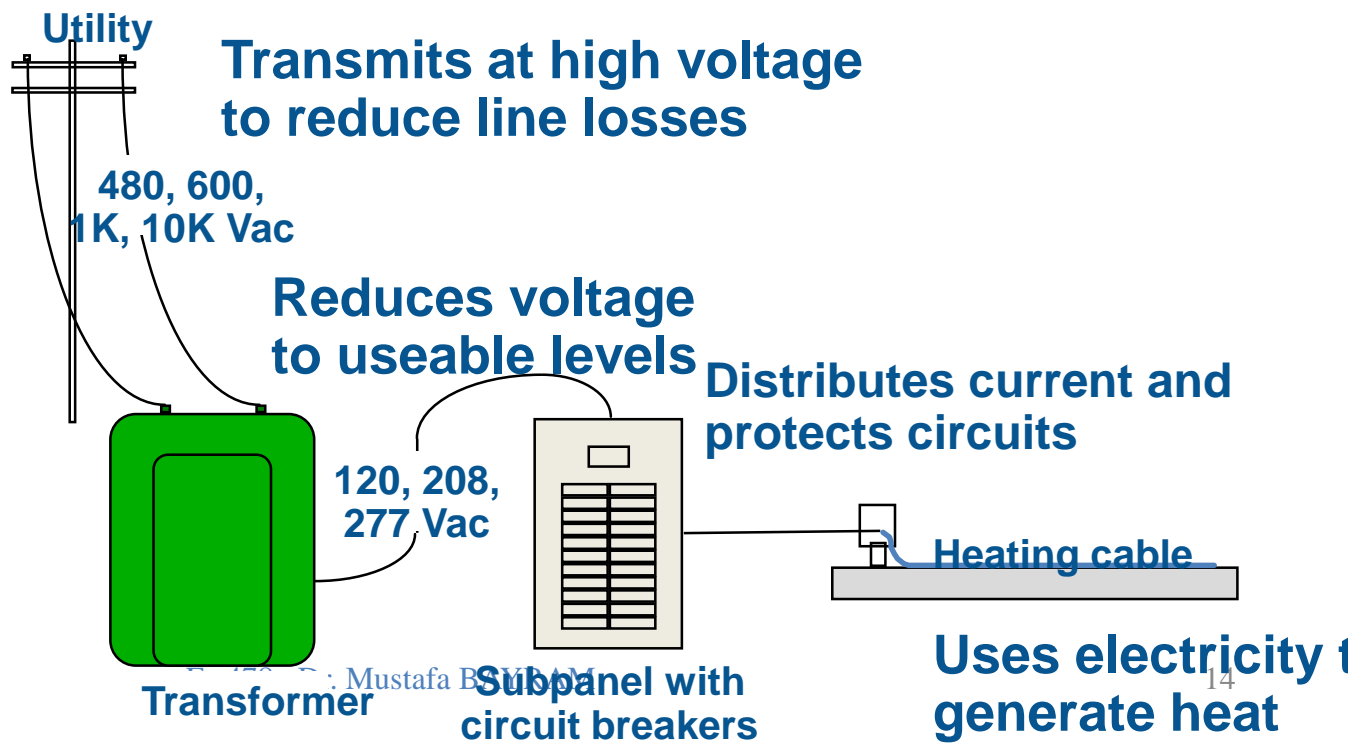 Utility
Transmits at high voltage
to reduce line losses
480, 600,
1K, 10K Vac
Reduces voltage
to useable levels
Distributes current and
protects circuits
120, 208,
277 Vac
Heating cable
Uses electricity t
generate heat
Transformer
Subpanel with
circuit breakers
: Mustafa
14